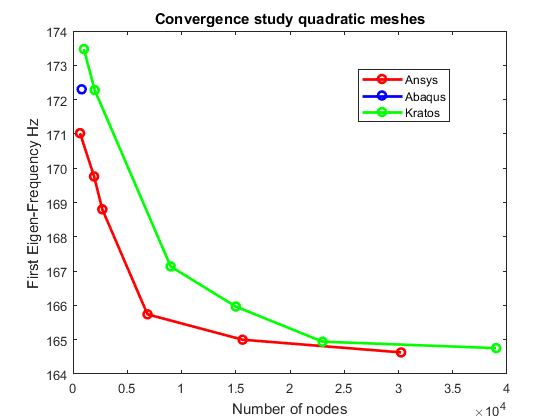 Convergence study quadratic meshes
174
173
172
171
170
169
168
167
166
165
164
First Eigen-Frequency Hz
Ansys
Abaqus
Kratos
0 0.5 1 1.5 2 2.5 3 3.5 4
×10⁴
Number of nodes